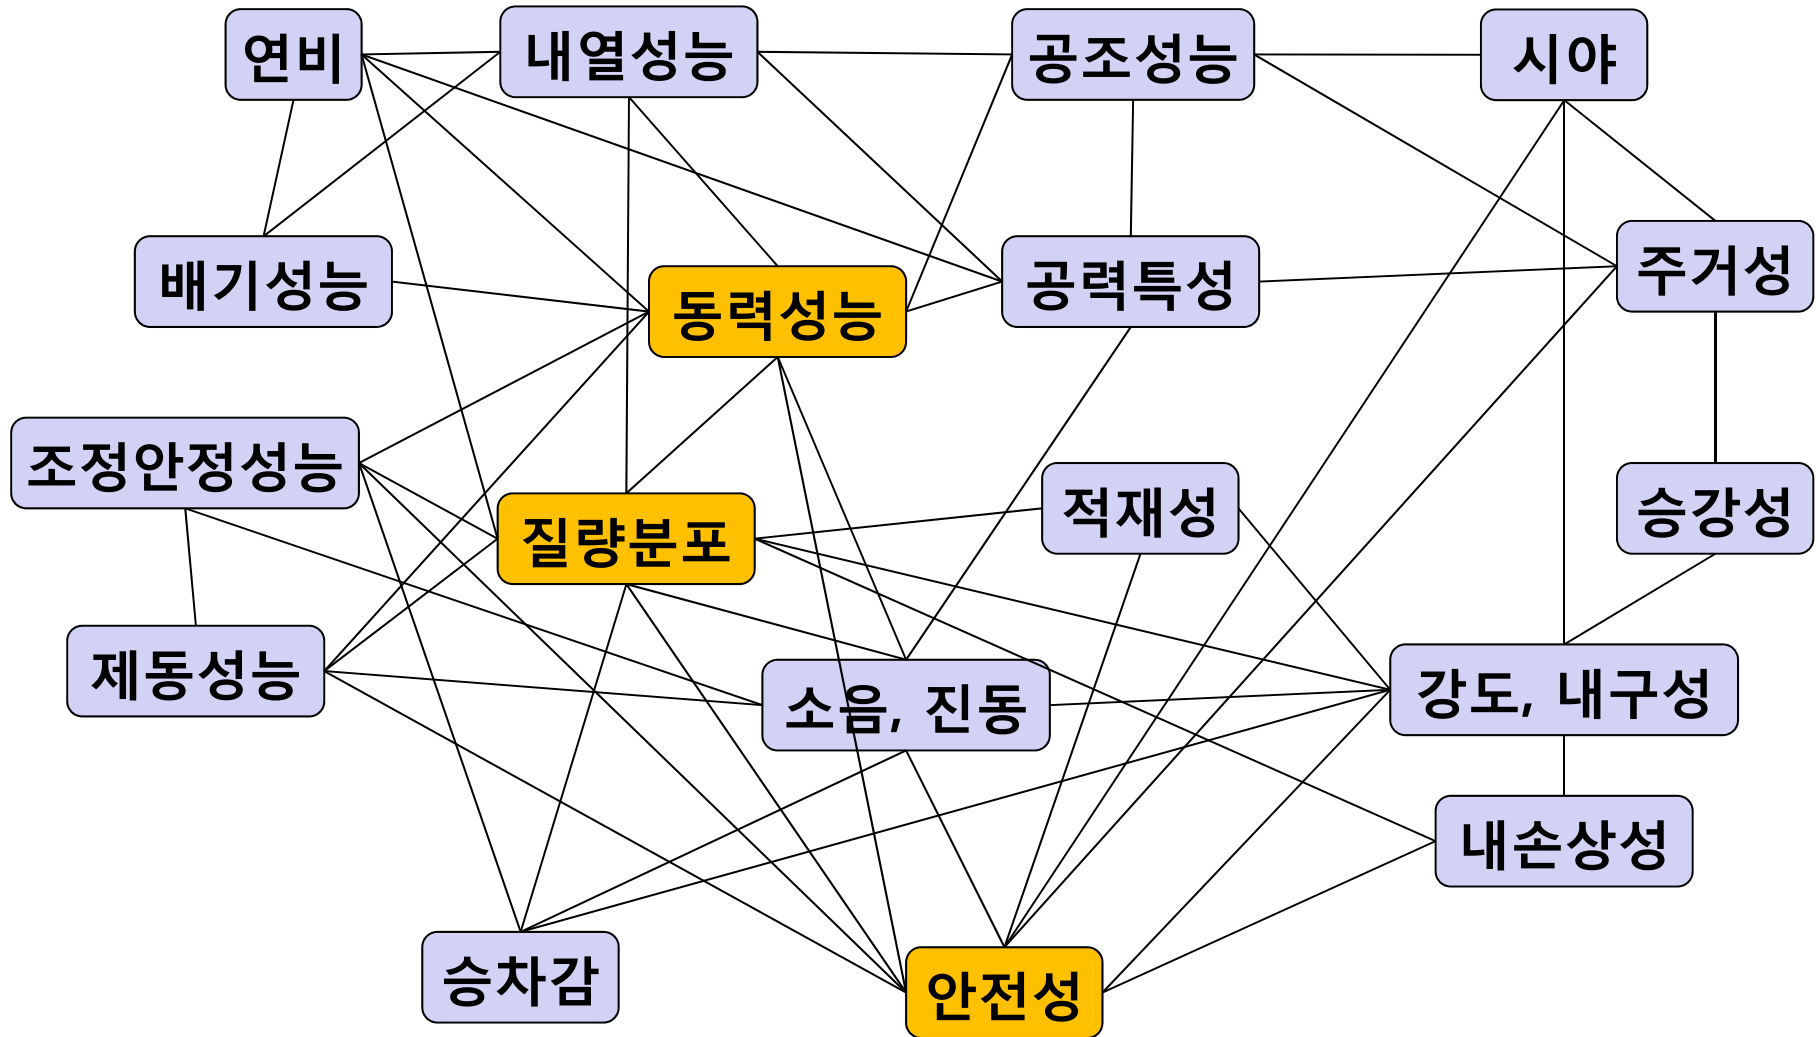 연비
내열성능
공조성능
시야
배기성능
동력성능
공력특성
주거성
조정안정성능
질량분포
적재성
승강성
제동성능
소음, 진동
강도, 내구성
내손상성
승차감
안전성